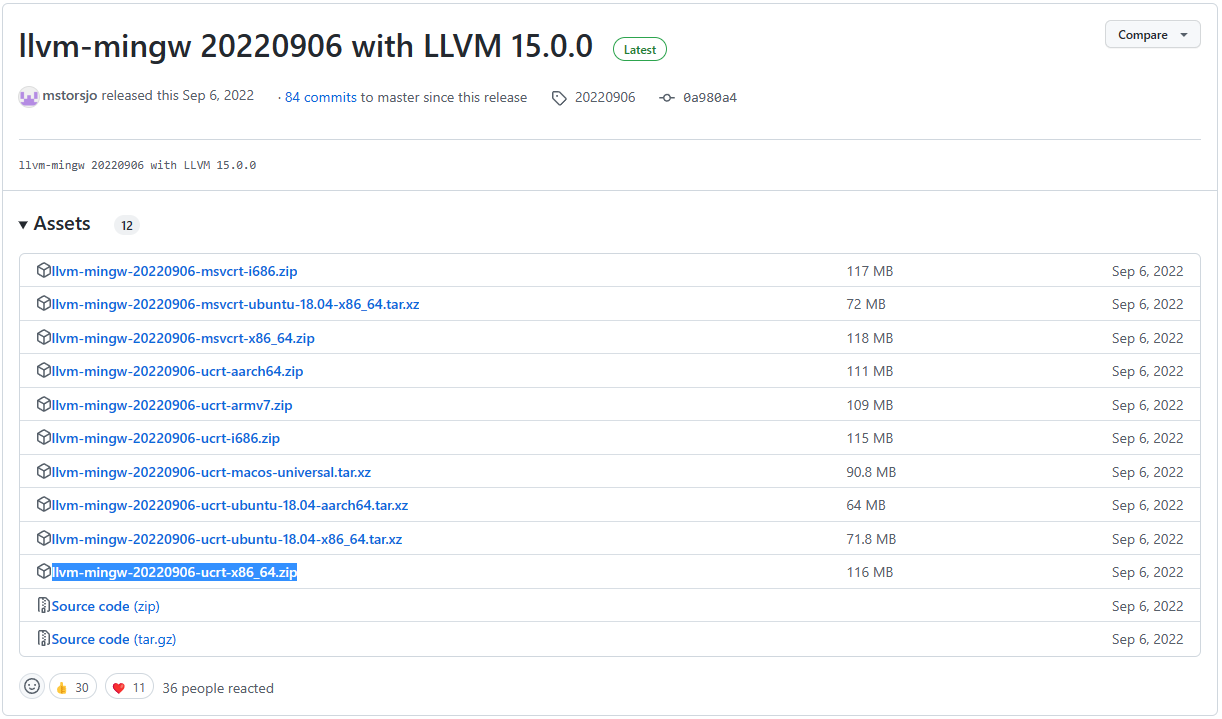 llvm-mingw 20220906 with LLVM 15.0.0 Latest Compare
mstorsjo released this Sep 6, 2022 · 84 commits to master since this release 20220906 0a980a4
llvm-mingw 20220906 with LLVM 15.0.0
Assets 12
llvm-mingw-20220906-msvcrt-i686.zip 117 MB Sep 6, 2022
llvm-mingw-20220906-msvcrt-ubuntu-18.04-x86_64.tar.xz 72 MB Sep 6, 2022
llvm-mingw-20220906-msvcrt-x86_64.zip 118 MB Sep 6, 2022
llvm-mingw-20220906-ucrt-aarch64.zip 111 MB Sep 6, 2022
llvm-mingw-20220906-ucrt-armv7.zip 109 MB Sep 6, 2022
llvm-mingw-20220906-ucrt-i686.zip 115 MB Sep 6, 2022
llvm-mingw-20220906-ucrt-macos-universal.tar.xz 90.8 MB Sep 6, 2022
llvm-mingw-20220906-ucrt-ubuntu-18.04-aarch64.tar.xz 64 MB Sep 6, 2022
llvm-mingw-20220906-ucrt-ubuntu-18.04-x86_64.tar.xz 71.8 MB Sep 6, 2022
llvm-mingw-20220906-ucrt-x86_64.zip 116 MB Sep 6, 2022
Source code (zip) Sep 6, 2022
Source code (tar.gz) Sep 6, 2022
30 11 36 people reacted